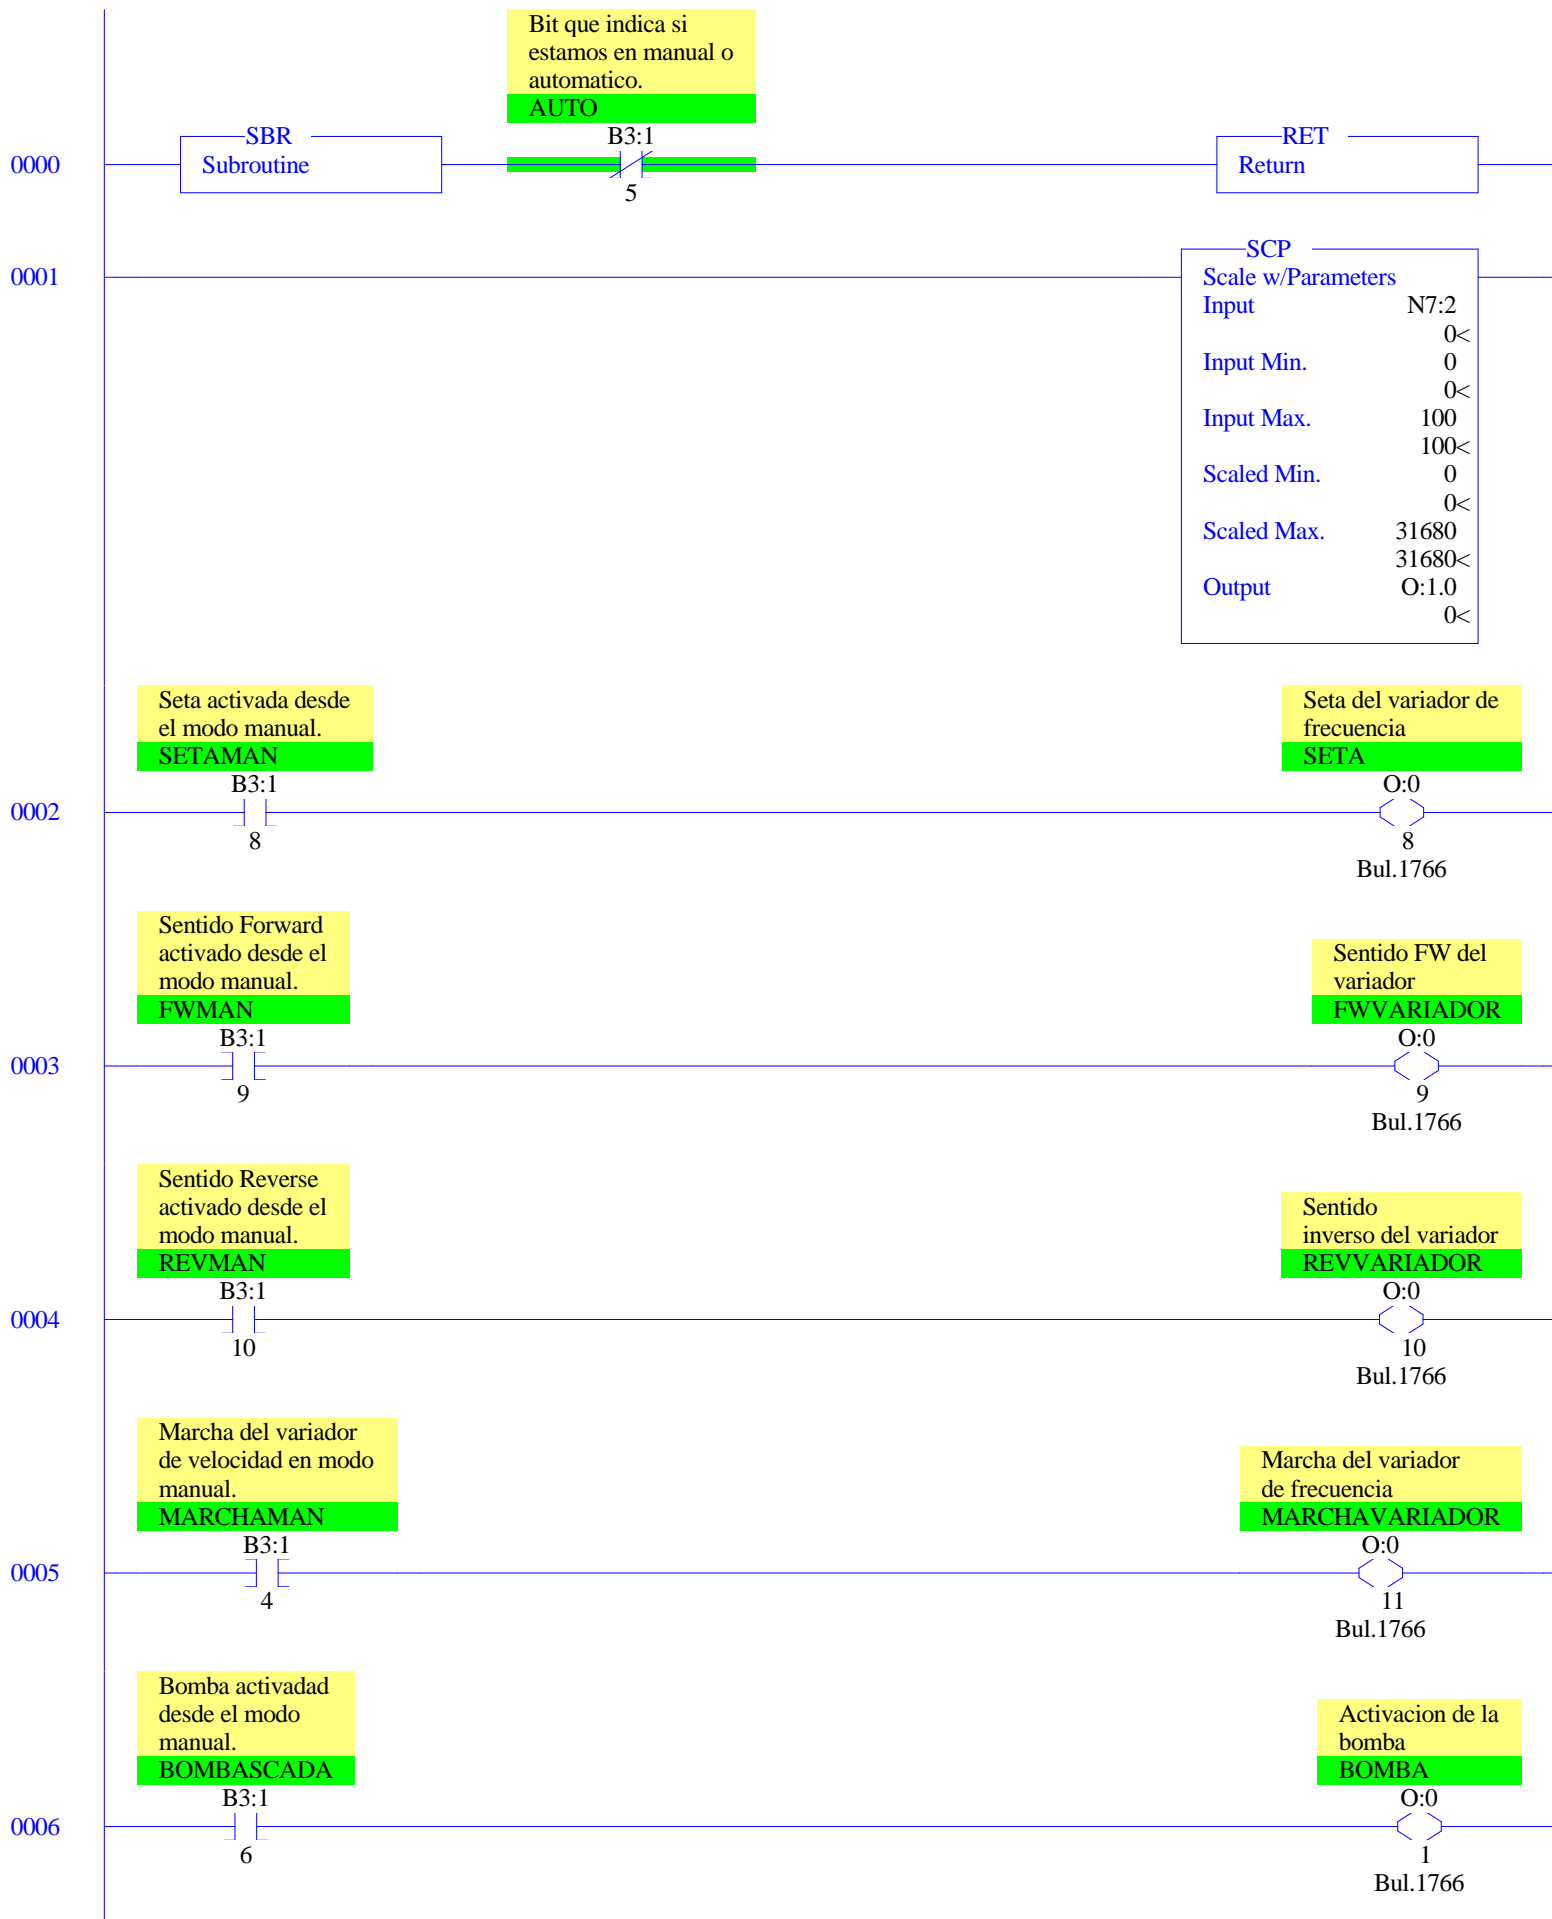 Bit que indica si
estamos en manual o
automatico.
AUTO
B3:1
5
SBR
Subroutine
RET
Return
0000
SCP
Scale w/Parameters
Input N7:2
0<
Input Min. 0
0<
Input Max. 100
100<
Scaled Min. 0
0<
Scaled Max. 31680
31680<
Output O:1.0
0<
0001
Seta activada desde
el modo manual.
SETAMAN
B3:1
8
Seta del variador de
frecuencia
SETA
O:0
8
Bul.1766
0002
Sentido Forward
activado desde el
modo manual.
FWMAN
B3:1
9
Sentido FW del
variador
FWVARIADOR
O:0
9
Bul.1766
0003
Sentido Reverse
activado desde el
modo manual.
REVMAN
B3:1
10
Sentido
inverso del variador
REVVARIADOR
O:0
10
Bul.1766
0004
Marcha del variador
de velocidad en modo
manual.
MARCHAMAN
B3:1
4
Marcha del variador
de frecuencia
MARCHAVARIADOR
O:0
11
Bul.1766
0005
Bomba activadad
desde el modo
manual.
BOMBASCADA
B3:1
6
Activacion de la
bomba
BOMBA
O:0
1
Bul.1766
0006